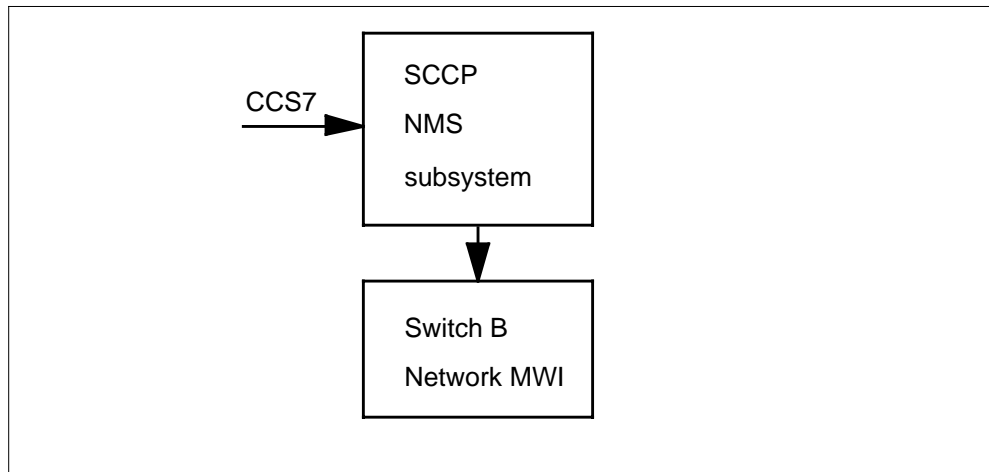 CCS7
SCCP
NMS
subsystem
Switch B
Network MWI